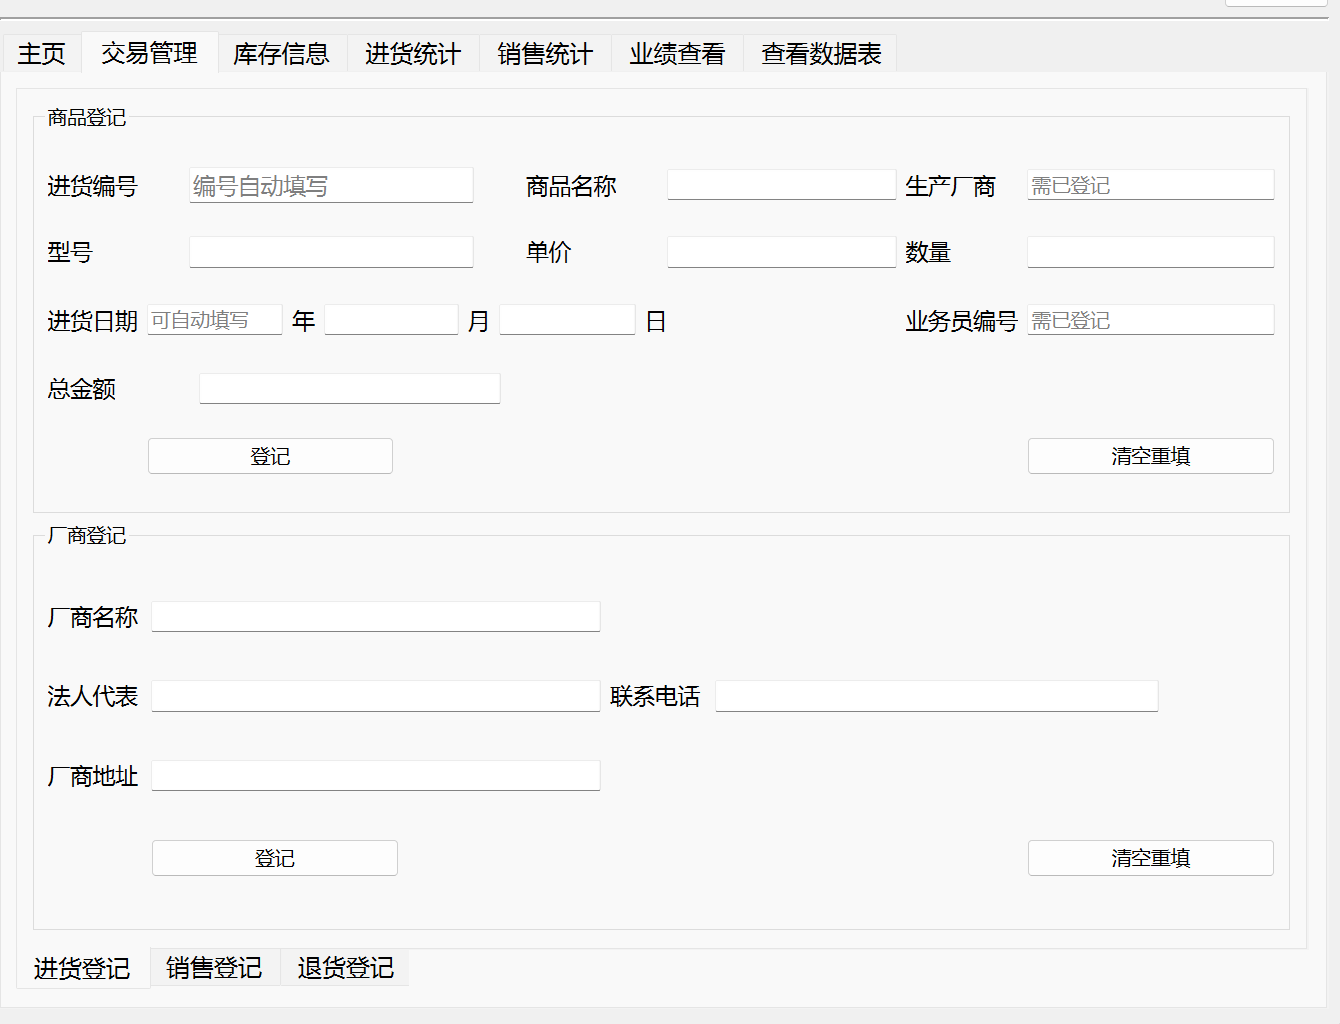 主页 交易管理 库存信息 进货统计 销售统计 业绩查看 查看数据表
商品登记
进货编号 编号自动填写 商品名称 生产厂商 需已登记
型号 单价 数量
进货日期 可自动填写 年 月 日 业务员编号 需已登记
总金额
登记 清空重填
厂商登记
厂商名称
法人代表 联系电话
厂商地址
登记 清空重填
进货登记 销售登记 退货登记